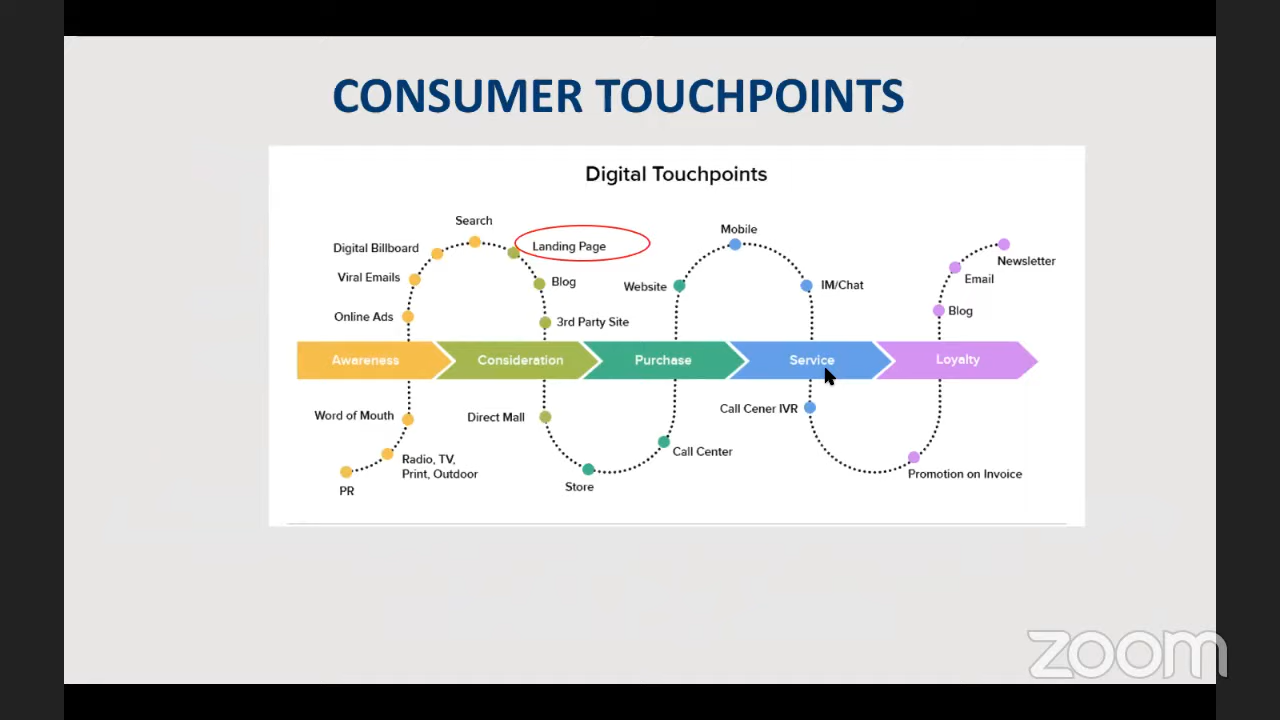 CONSUMER TOUCHPOINTS
Digital Touchpoints
Search
Digital Billboard
Landing Page
Viral Emails
Blog
Online Ads
3rd Party Site
Mobile
Website
IM/Chat
Newsletter
Email
Blog
Awareness
Consideration
Purchase
Service
Loyalty
Word of Mouth
Radio, TV,
Print, Outdoor
PR
Direct Mall
Store
Call Center
Call Cener IVR
Promotion on Invoice
zoom